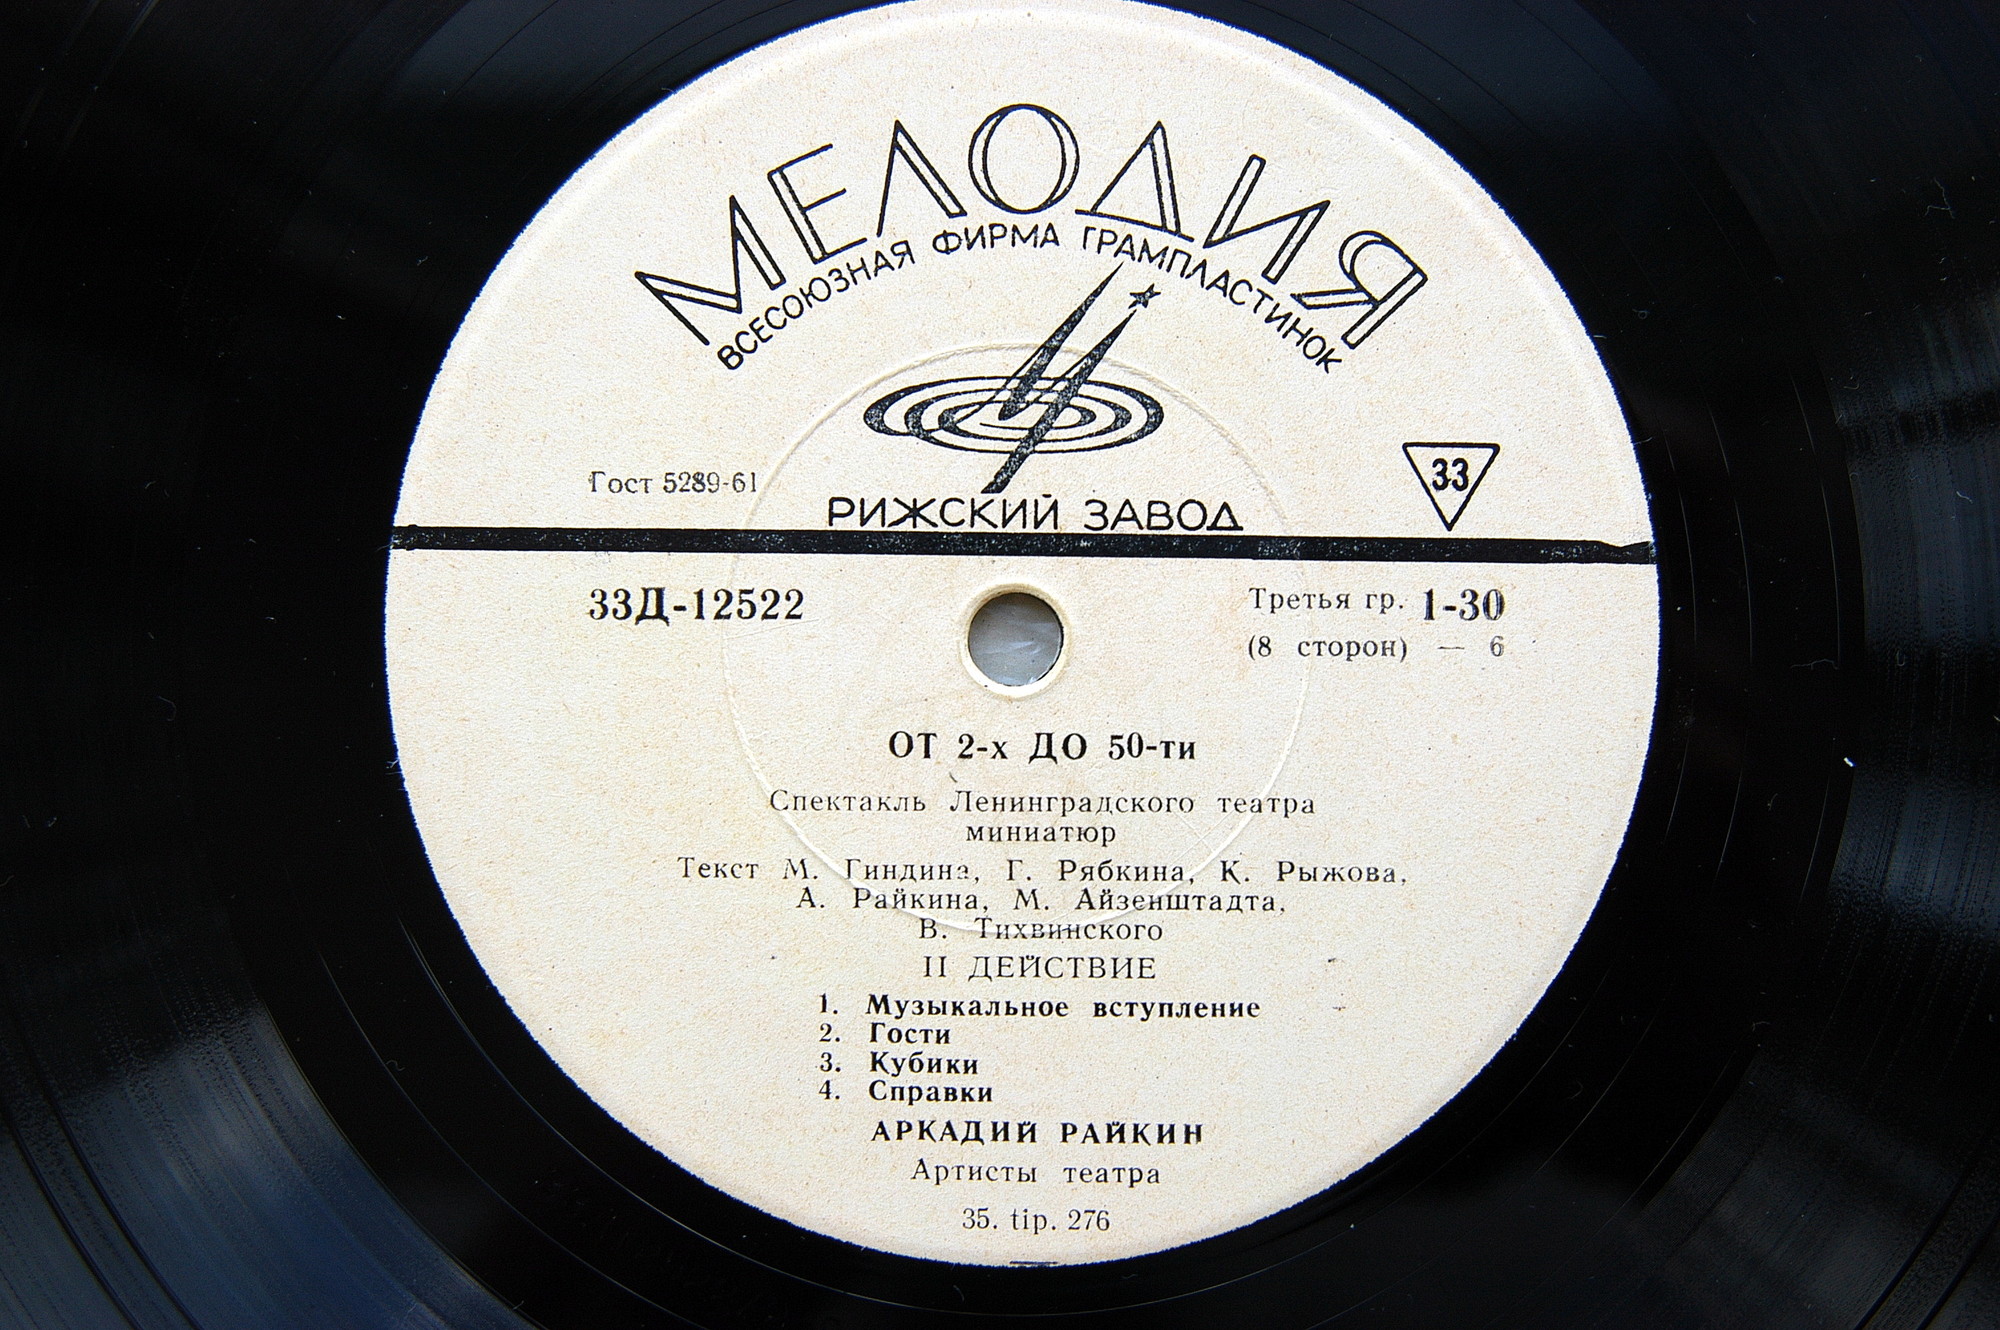 МЕЛОДИЯ
ВСЕСОЮЗНАЯ ФИРМА ГРАМПЛАСТИНОК
Гост 5289-61
33
РИЖСКИЙ ЗАВОД
33Д-12522
Третья гр. 1-30
(8 сторон) — 6
ОТ 2-х ДО 50-ти
Спектакль Ленинградского театра
миниатюр
Текст М. Гиндина, Г. Рябкина, К. Рыжова,
А. Райкина, М. Айзенштадта,
В. Тихвинского
II ДЕЙСТВИЕ
1. Музыкальное вступление
2. Гости
3. Кубики
4. Справки
АРКАДИЙ РАЙКИН
Артисты театра
35. tip. 276